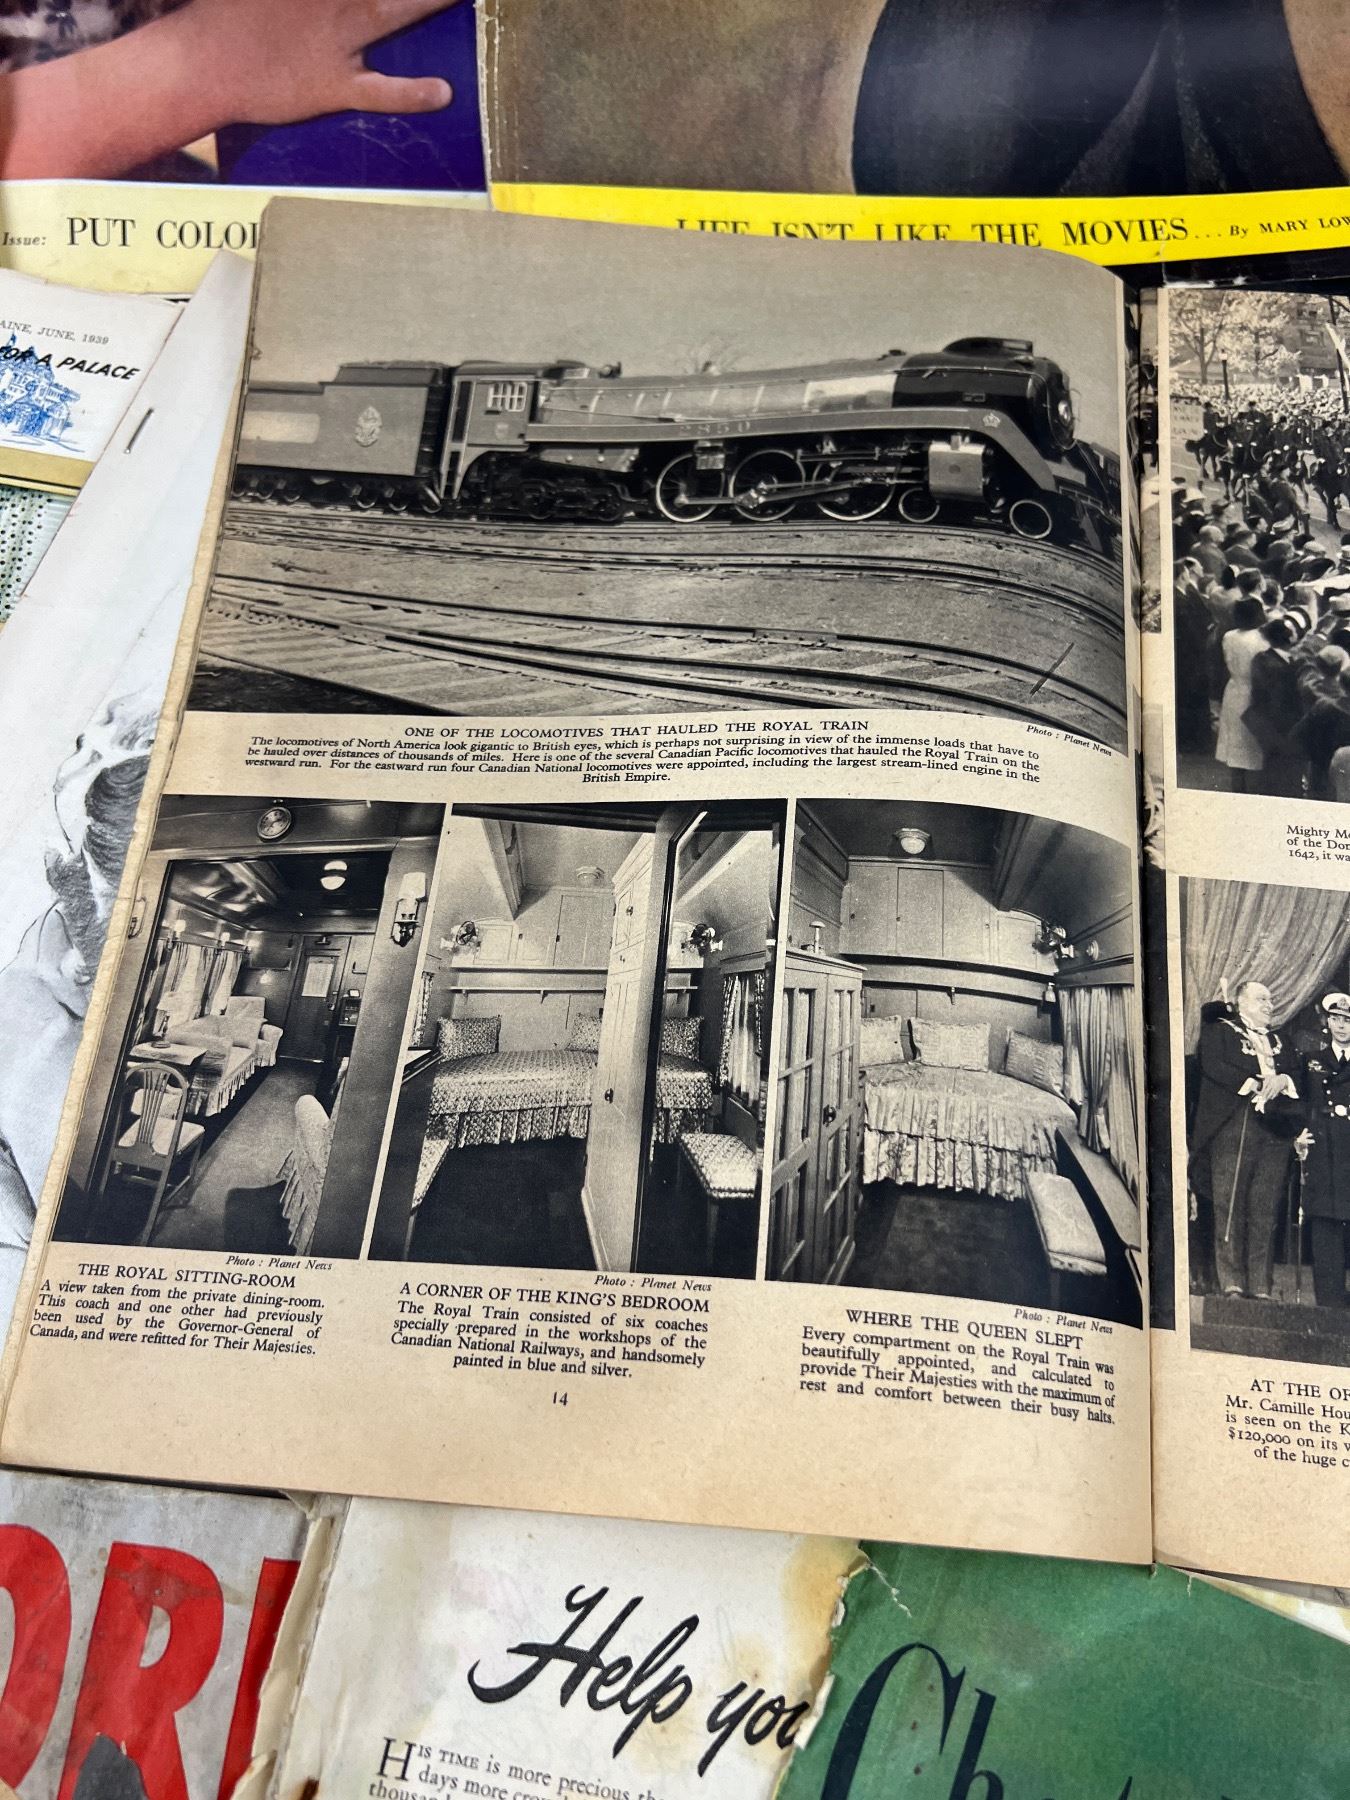 Issue: PUT COLO
LIFE ISN'T LIKE THE MOVIES... By MARY LOW
AINE, JUNE, 1939
FOR A PALACE
2850
ONE OF THE LOCOMOTIVES THAT HAULED THE ROYAL TRAIN
Photo : Planet News
The locomotives of North America look gigantic to British eyes, which is perhaps not surprising in view of the immense loads that have to
be hauled over distances of thousands of miles. Here is one of the several Canadian Pacific locomotives that hauled the Royal Train on the
westward run. For the eastward run four Canadian National locomotives were appointed, including the largest stream-lined engine in the
British Empire.
Photo : Planet News
THE ROYAL SITTING-ROOM
A view taken from the private dining-room.
This coach and one other had previously
been used by the Governor-General of
Canada, and were refitted for Their Majesties.
Photo : Planet News
A CORNER OF THE KING'S BEDROOM
The Royal Train consisted of six coaches
specially prepared in the workshops of the
Canadian National Railways, and handsomely
painted in blue and silver.
Photo : Planet News
WHERE THE QUEEN SLEPT
Every compartment on the Royal Train was
beautifully appointed, and calculated to
provide Their Majesties with the maximum of
rest and comfort between their busy halts.
14
Mighty M
of the Do
1642, it wa
AT THE OF
Mr. Camille Hou
is seen on the K
$120,000 on its
of the huge c
ORL
Help you
HIS TIME is more precious th
days more
thousan
Ch